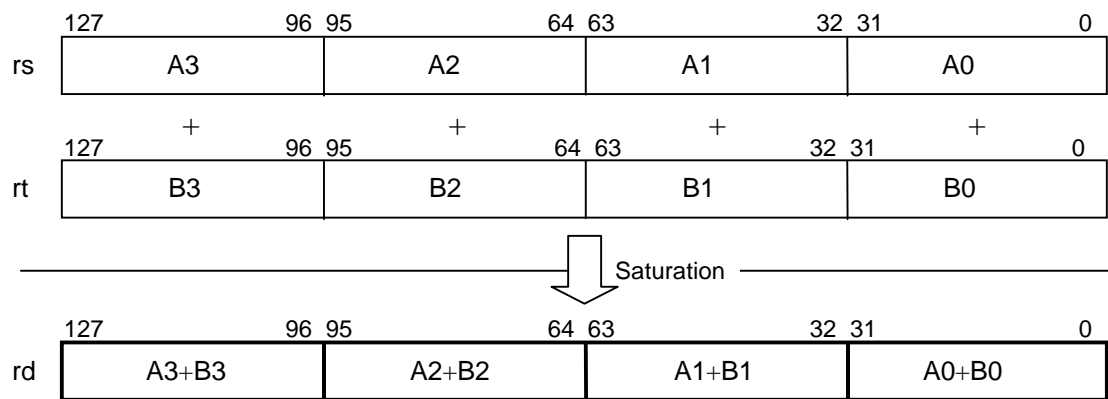 127 96 95 64 63 32 31 0
rs A3 A2 A1 A0
+ + + +
127 96 95 64 63 32 31 0
rt B3 B2 B1 B0
Saturation
127 96 95 64 63 32 31 0
rd A3+B3 A2+B2 A1+B1 A0+B0